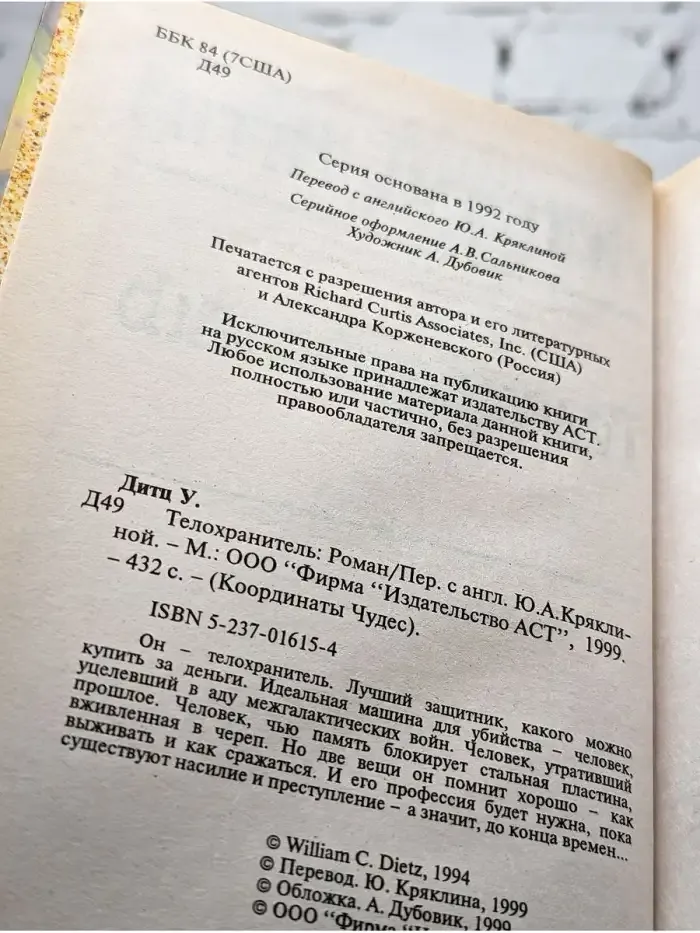 ББК 84 (7США)
Д49
Серия основана в 1992 году
Перевод с английского Ю.А. Кряклиной
Серийное оформление А.В.Сальникова
Художник А. Дубовик
Печатается с разрешения автора и его литературных
агентов Richard Curtis Associates, Inc. (США)
и Александра Корженевского (Россия)
Исключительные права на публикацию книги
на русском языке принадлежат издательству АСТ.
Любое использование материала данной книги,
полностью или частично, без разрешения
правообладателя запрещается.
Дитц У.
Д49 Телохранитель: Роман/Пер. с англ. Ю.А.Крякли-
ной. – М.: ООО “Фирма “Издательство АСТ”, 1999.
– 432 с. – (Координаты Чудес).
ISBN 5-237-01615-4
Он – телохранитель. Лучший защитник, какого можно
купить за деньги. Идеальная машина для убийства – человек,
уцелевший в аду межгалактических войн. Человек, утративший
прошлое. Человек, чью память блокирует стальная пластина,
вживленная в череп. Но две вещи он помнит хорошо – как
выживать и как сражаться. И его профессия будет нужна, пока
существуют насилие и преступление – а значит, до конца времен...
© William C. Dietz, 1994
© Перевод. Ю. Кряклина, 1999
© Обложка. А. Дубовик, 1999
© ООО “Фирма